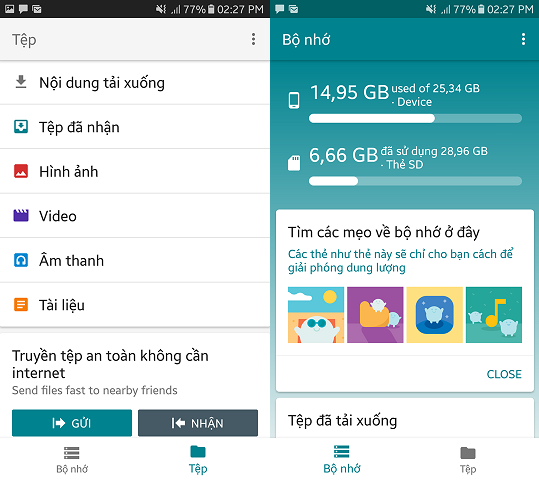 77% 02:27 PM
Tệp
Nội dung tải xuống
Tệp đã nhận
Hình ảnh
Video
Âm thanh
Tài liệu
Truyền tệp an toàn không cần
internet
Send files fast to nearby friends
GỬI
NHẬN
Bộ nhớ
Tệp
77% 02:27 PM
Bộ nhớ
14,95 GB used of 25,34 GB
· Device
6,66 GB đã sử dụng 28,96 GB
· Thẻ SD
Tìm các mẹo về bộ nhớ ở đây
Các thẻ như thẻ này sẽ chỉ cho bạn cách để
giải phóng dung lượng
CLOSE
Tệp đã tải xuống
Bộ nhớ
Tệp